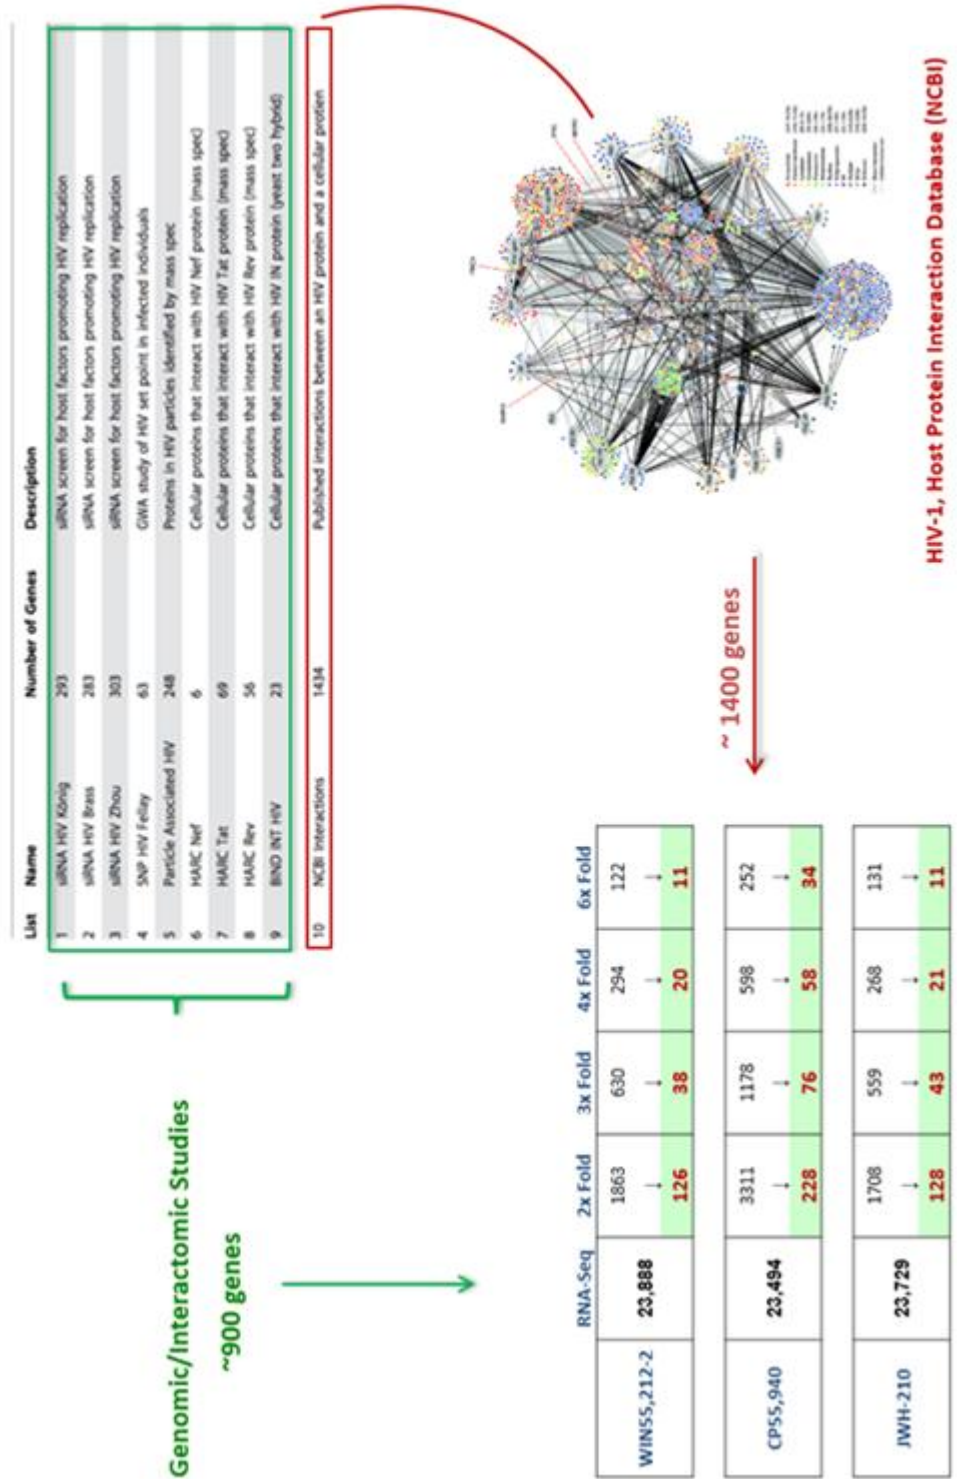 List Name Number of Genes Description
1 siRNA HIV König 293 siRNA screen for host factors promoting HIV replication
2 siRNA HIV Brass 283 siRNA screen for host factors promoting HIV replication
3 siRNA HIV Zhou 303 siRNA screen for host factors promoting HIV replication
4 SNP HIV Fellay 63 GWA study of HIV set point in infected individuals
5 Particle Associated HIV 248 Proteins in HIV particles identified by mass spec
6 HARC Nef 6 Cellular proteins that interact with HIV Nef protein (mass spec)
7 HARC Tat 69 Cellular proteins that interact with HIV Tat protein (mass spec)
8 HARC Rev 56 Cellular proteins that interact with HIV Rev protein (mass spec)
9 BIND INT HIV 23 Cellular proteins that interact with HIV IN protein (yeast two hybrid)
10 NCBI Interactions 1434 Published interactions between an HIV protein and a cellular protien
Genomic/Interactomic Studies
~900 genes
~ 1400 genes
HIV-1, Host Protein Interaction Database (NCBI)
RNA-Seq 2x Fold 3x Fold 4x Fold 6x Fold
WIN55,212-2 23,888 1863 630 294 122
↓ ↓ ↓ ↓
126 38 20 11
CP55,940 23,494 3311 1178 598 252
↓ ↓ ↓ ↓
228 76 58 34
JWH-210 23,729 1708 559 268 131
↓ ↓ ↓ ↓
128 43 21 11